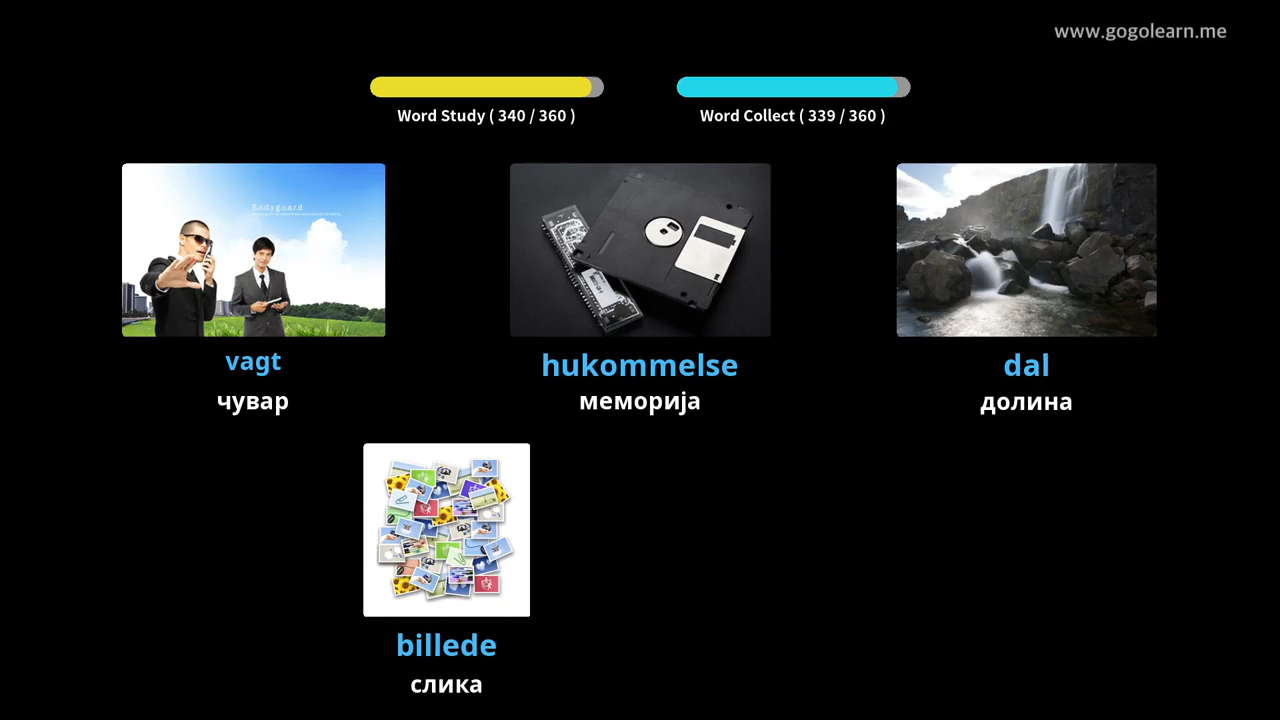 www.gogolearn.me
Word Study ( 340 / 360 )
Word Collect ( 339 / 360 )
Bodyguard
vagt
hukommelse
dal
чувар
меморија
долина
billede
слика